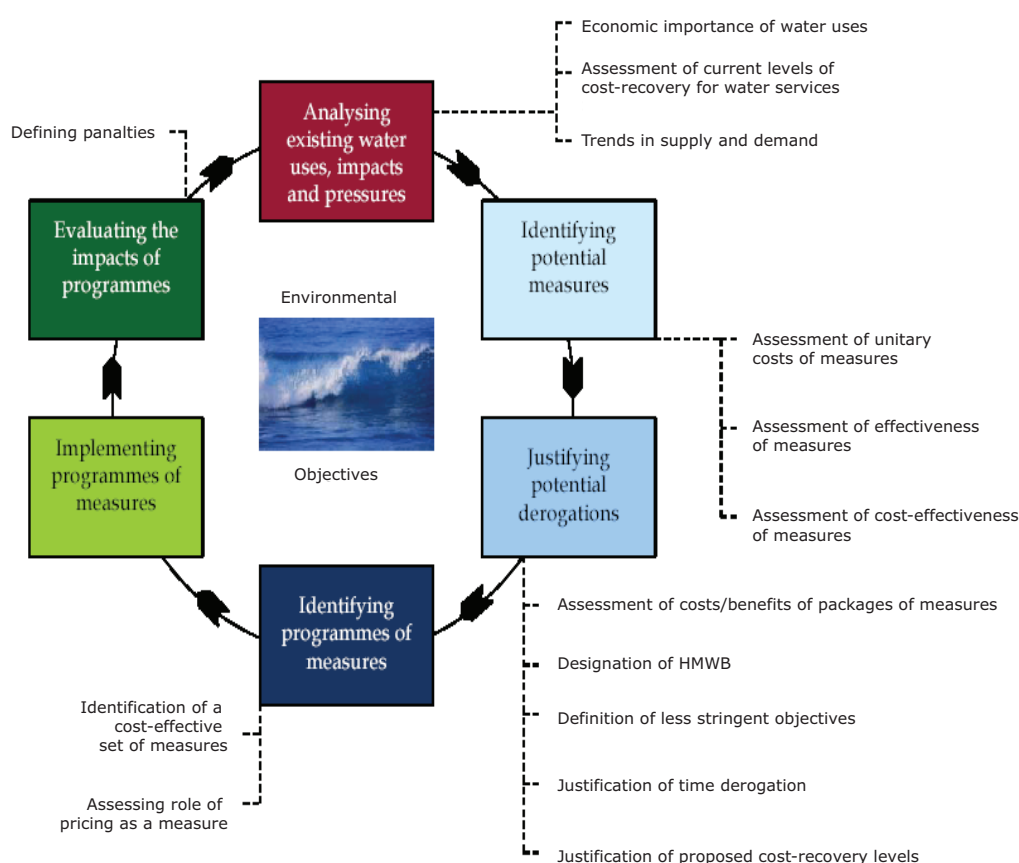 Economic importance of water uses
Assessment of current levels of
cost-recovery for water services
Trends in supply and demand
Analysing
existing water
uses, impacts
and pressures
Defining panalties
Evaluating the
impacts of
programmes
Identifying
potential
measures
Environmental
Objectives
Assessment of unitary
costs of measures
Assessment of effectiveness
of measures
Assessment of cost-effectiveness
of measures
Implementing
programmes of
measures
Justifying
potential
derogations
Identifying
programmes of
measures
Assessment of costs/benefits of packages of measures
Designation of HMWB
Definition of less stringent objectives
Justification of time derogation
Justification of proposed cost-recovery levels
Identification of a
cost-effective
set of measures
Assessing role of
pricing as a measure